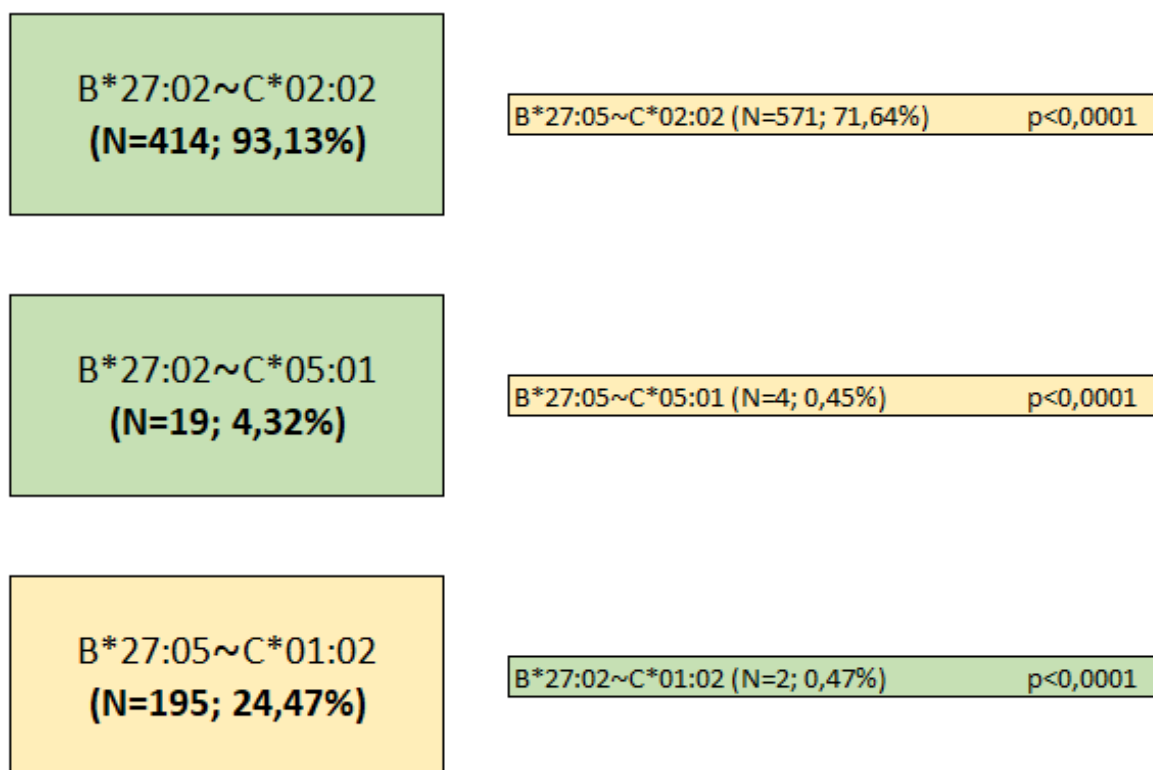 B*27:02~C*02:02
(N=414; 93,13%)
B*27:05~C*02:02 (N=571; 71,64%) p<0,0001
B*27:02~C*05:01
(N=19; 4,32%)
B*27:05~C*05:01 (N=4; 0,45%) p<0,0001
B*27:05~C*01:02
(N=195; 24,47%)
B*27:02~C*01:02 (N=2; 0,47%) p<0,0001